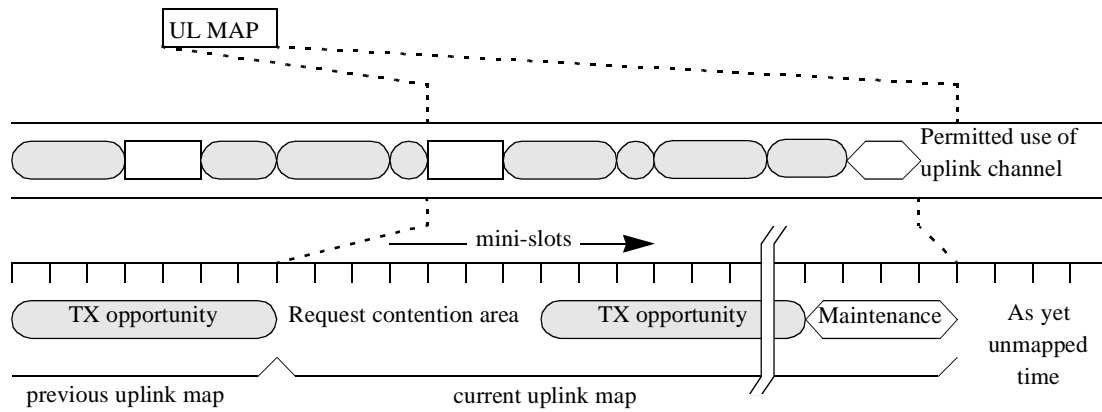 UL MAP
Permitted use of
uplink channel
mini-slots
TX opportunity
Request contention area
TX opportunity
Maintenance
As yet
unmapped
time
previous uplink map
current uplink map